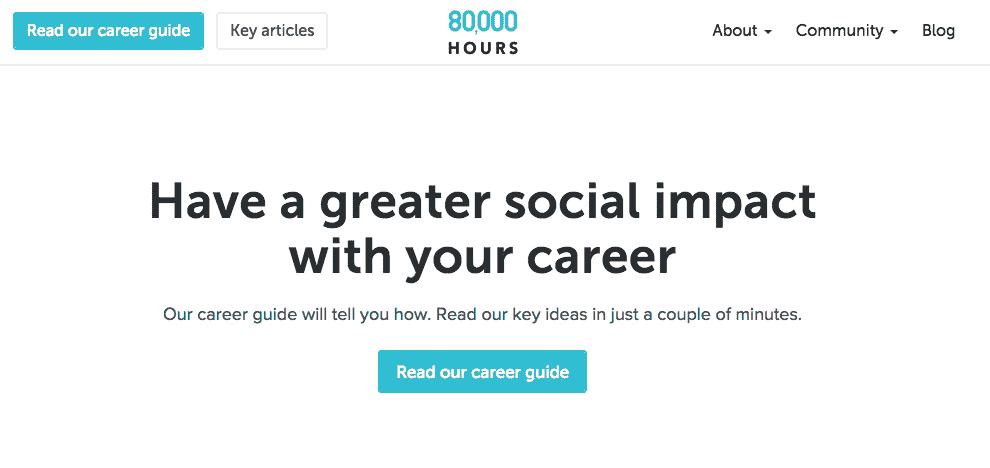 Read our career guide
Key articles
80,000
HOURS
About
Community
Blog
Have a greater social impact
with your career
Our career guide will tell you how. Read our key ideas in just a couple of minutes.
Read our career guide